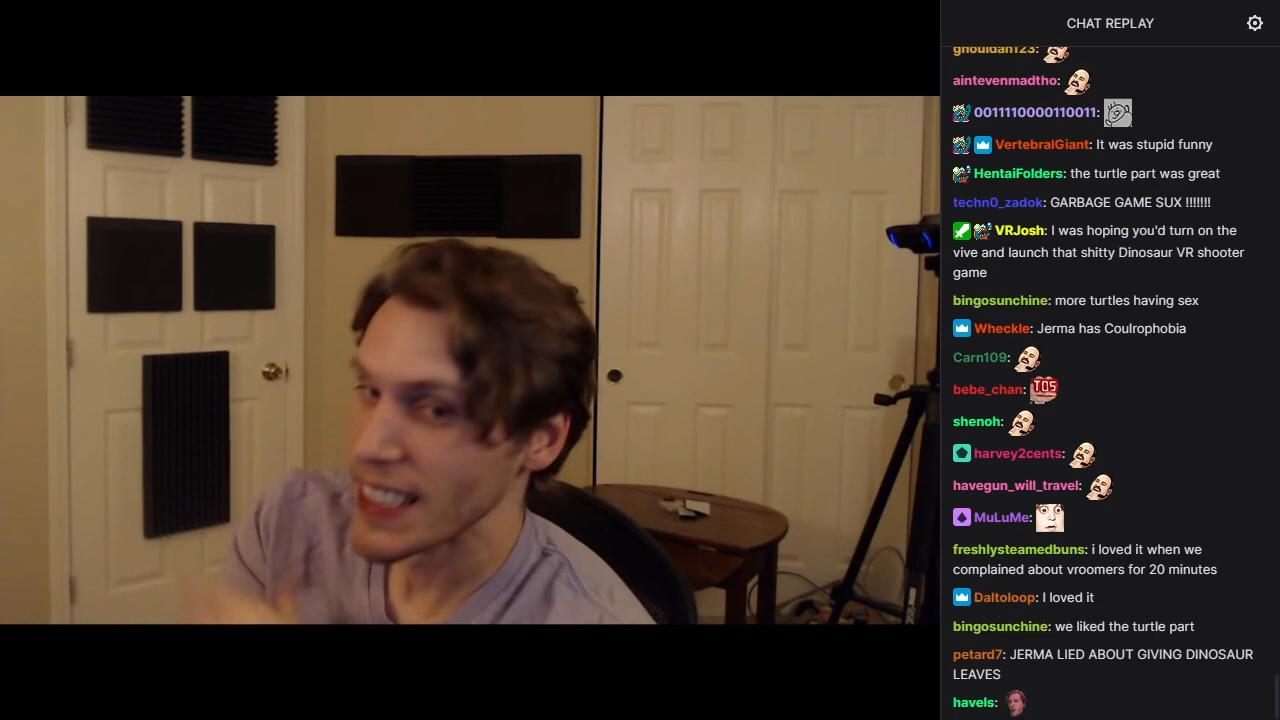 CHAT REPLAY
ghouldan123:
aintevenmadtho:
0011110000110011:
VertebralGiant: It was stupid funny
HentaiFolders: the turtle part was great
techn0_zadok: GARBAGE GAME SUX !!!!!!!
VRJosh: I was hoping you'd turn on the
vive and launch that shitty Dinosaur VR shooter
game
bingosunchine: more turtles having sex
Wheckle: Jerma has Coulrophobia
Carn109:
bebe_chan: TOS
shenoh:
harvey2cents:
havegun_will_travel:
MuLuMe:
freshlysteamedbuns: i loved it when we
complained about vroomers for 20 minutes
Daltoloop: I loved it
bingosunchine: we liked the turtle part
petard7: JERMA LIED ABOUT GIVING DINOSAUR
LEAVES
havels: